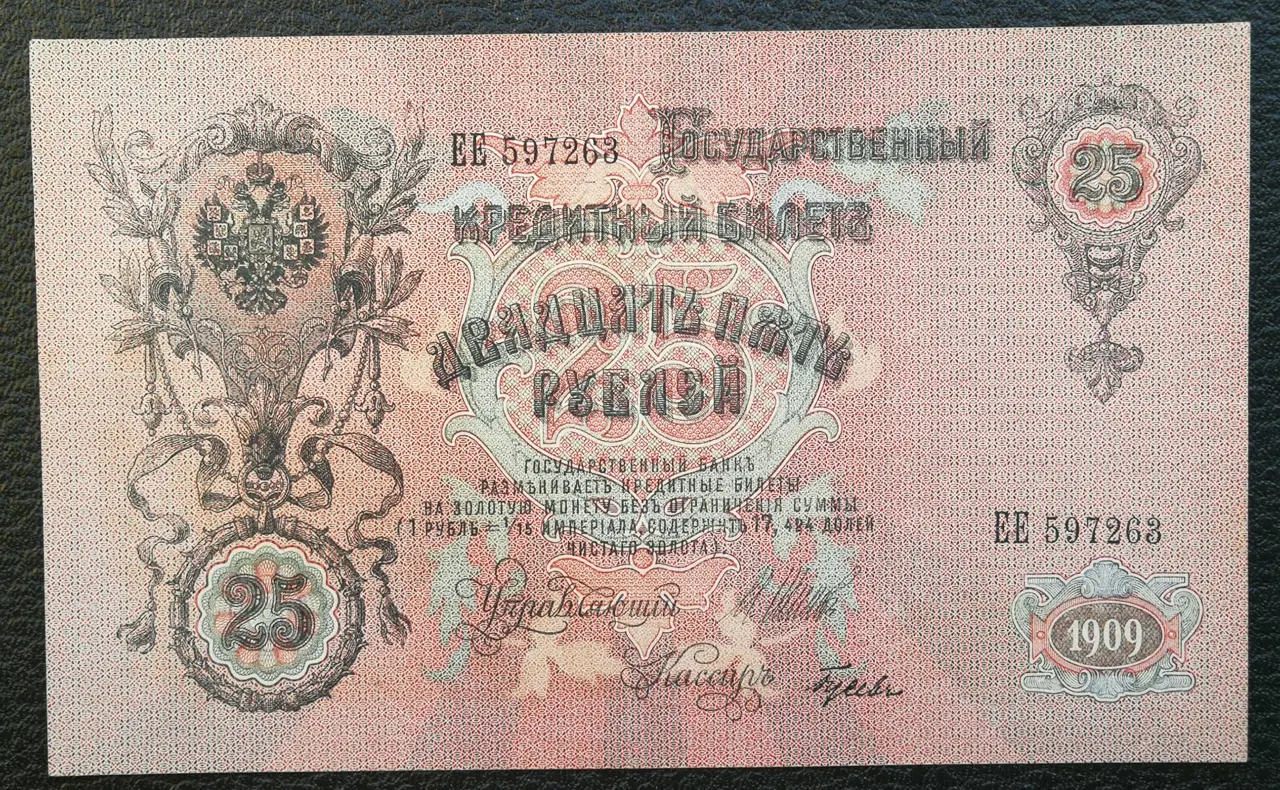 ЕЕ 597263
ГОСУДАРСТВЕННЫЙ
25
КРЕДИТНЫЙ БИЛЕТЪ
25
ДВАДЦАТЬ ПЯТЬ
РУБЛЕЙ
ГОСУДАРСТВЕННЫЙ БАНКЪ
РАЗМѢНИВАЕТЪ КРЕДИТНЫЕ БИЛЕТЫ
НА ЗОЛОТУЮ МОНЕТУ БЕЗЪ ОГРАНИЧЕНІЯ СУММЫ
(1 РУБЛЬ = 1/15 ИМПЕРІАЛА, СОДЕРЖИТЪ 17,424 ДОЛЕЙ
ЧИСТАГО ЗОЛОТА).
ЕЕ 597263
25
Управляющій
1909
Кассиръ